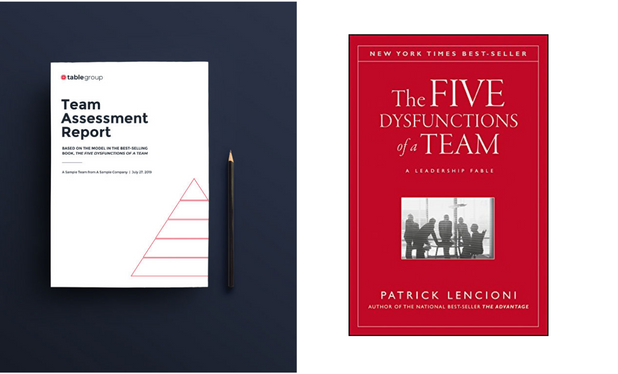 tablegroup
Team
Assessment
Report
BASED ON THE MODEL IN THE BEST-SELLING
BOOK, THE FIVE DYSFUNCTIONS OF A TEAM
A Sample Team from A Sample Company | July 27, 2016
NEW YORK TIMES BEST-SELLER
The FIVE
DYSFUNCTIONS
of a TEAM
A LEADERSHIP FABLE
PATRICK LENCIONI
AUTHOR OF THE NATIONAL BEST-SELLER THE ADVANTAGE